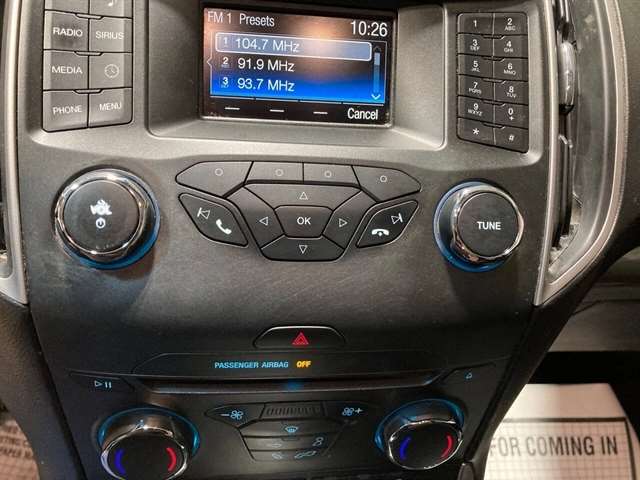 FM 1 Presets 10:26
1 104.7 MHz
2 91.9 MHz
3 93.7 MHz
Cancel
RADIO SIRIUS
MEDIA
PHONE MENU
1 2 ABC
3 DEF 4 GHI
5 JKL 6 MNO
7 PQRS 8 TUV
9 WXYZ 0
* #
VOL
OK
TUNE
PASSENGER AIRBAG OFF
FOR COMING IN